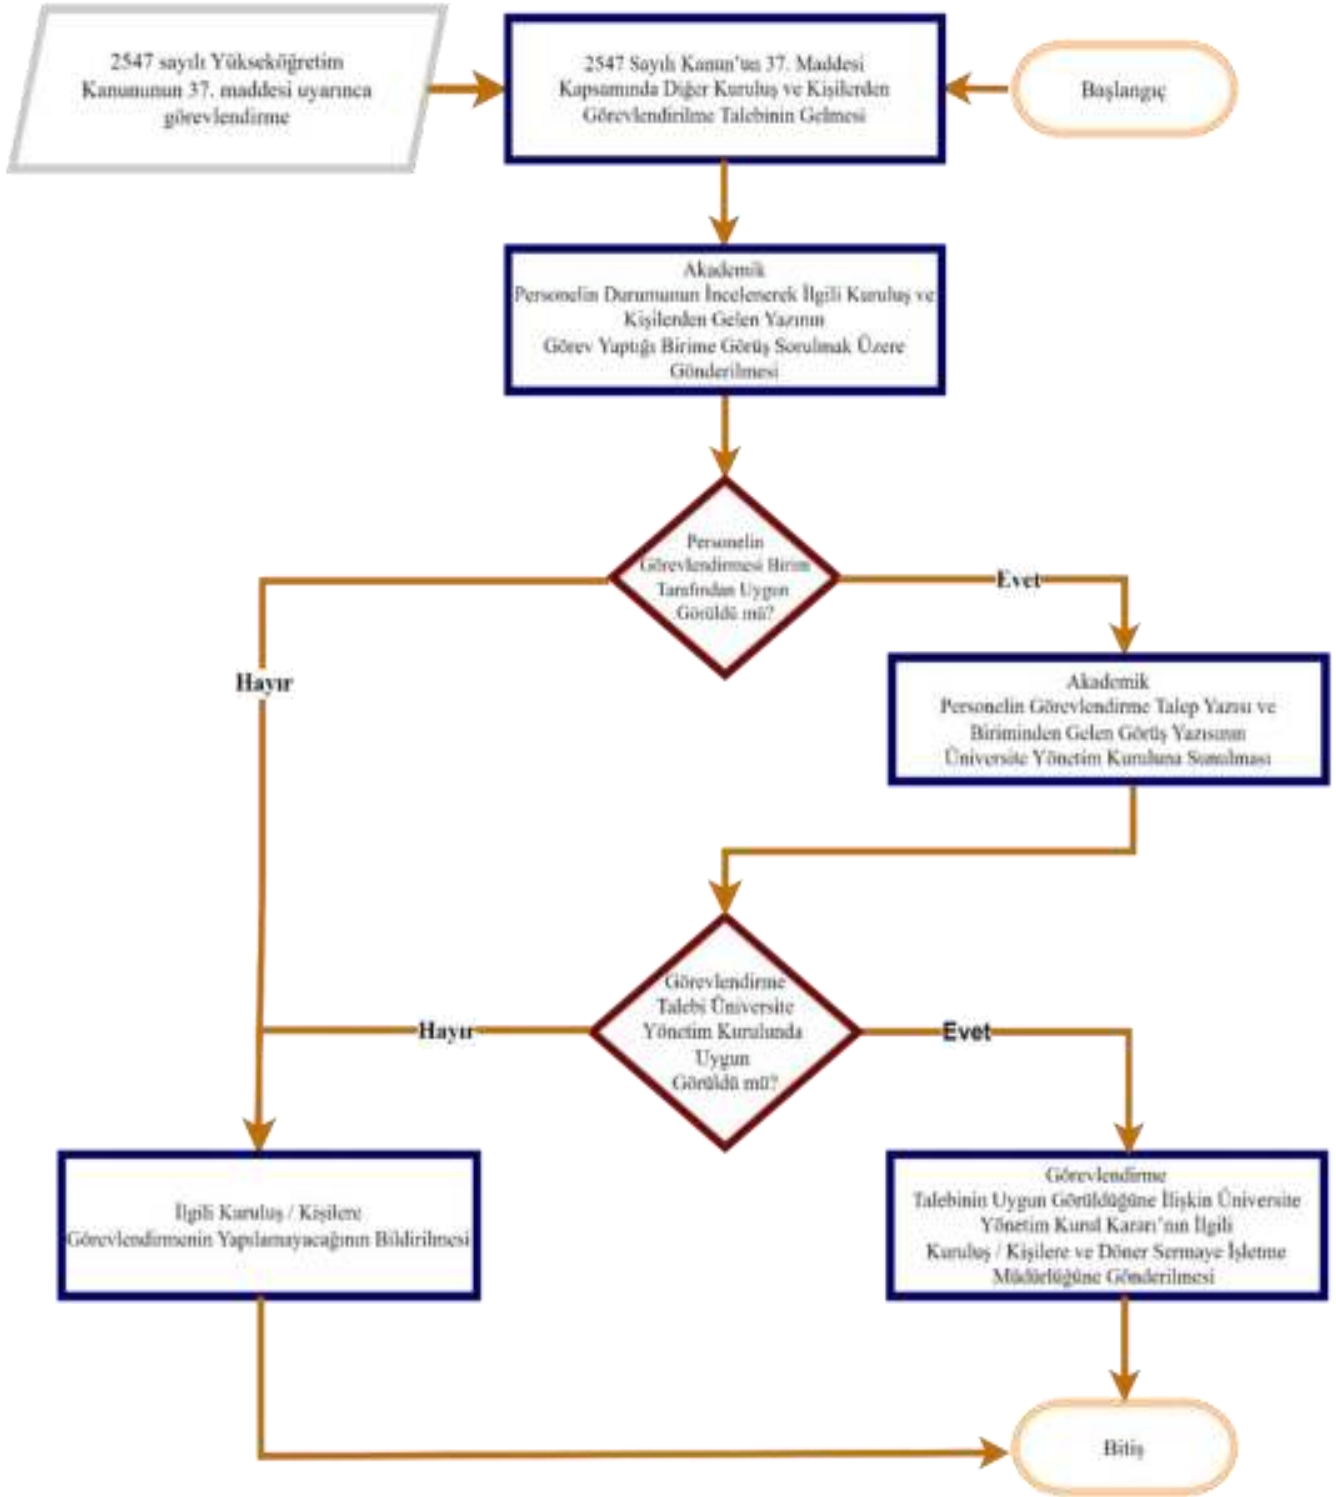 2547 sayılı Yükseköğretim
Kanununun 37. maddesi uyarınca
görevlendirme
2547 Sayılı Kanun'un 37. Maddesi
Kapsamında Diğer Kuruluş ve Kişilerden
Görevlendirilme Talebinin Gelmesi
Başlangıç
Akademik
Personelin Durumunun İncelenerek İlgili Kuruluş ve
Kişilerden Gelen Yazının
Görev Yaptığı Birime Görüş Sorulmak Üzere
Gönderilmesi
Personelin
Görevlendirmesi Birim
Tarafından Uygun
Görüldü mü?
Evet
Hayır
Akademik
Personelin Görevlendirme Talep Yazısı ve
Biriminden Gelen Görüş Yazısının
Üniversite Yönetim Kuruluna Sunulması
Görevlendirme
Talebi Üniversite
Yönetim Kurulunda
Uygun
Görüldü mü?
Hayır
Evet
İlgili Kuruluş / Kişilere
Görevlendirmenin Yapılamayacağının Bildirilmesi
Görevlendirme
Talebinin Uygun Görüldüğüne İlişkin Üniversite
Yönetim Kurul Kararı'nın İlgili
Kuruluş / Kişilere ve Döner Sermaye İşletme
Müdürlüğüne Gönderilmesi
Bitiş